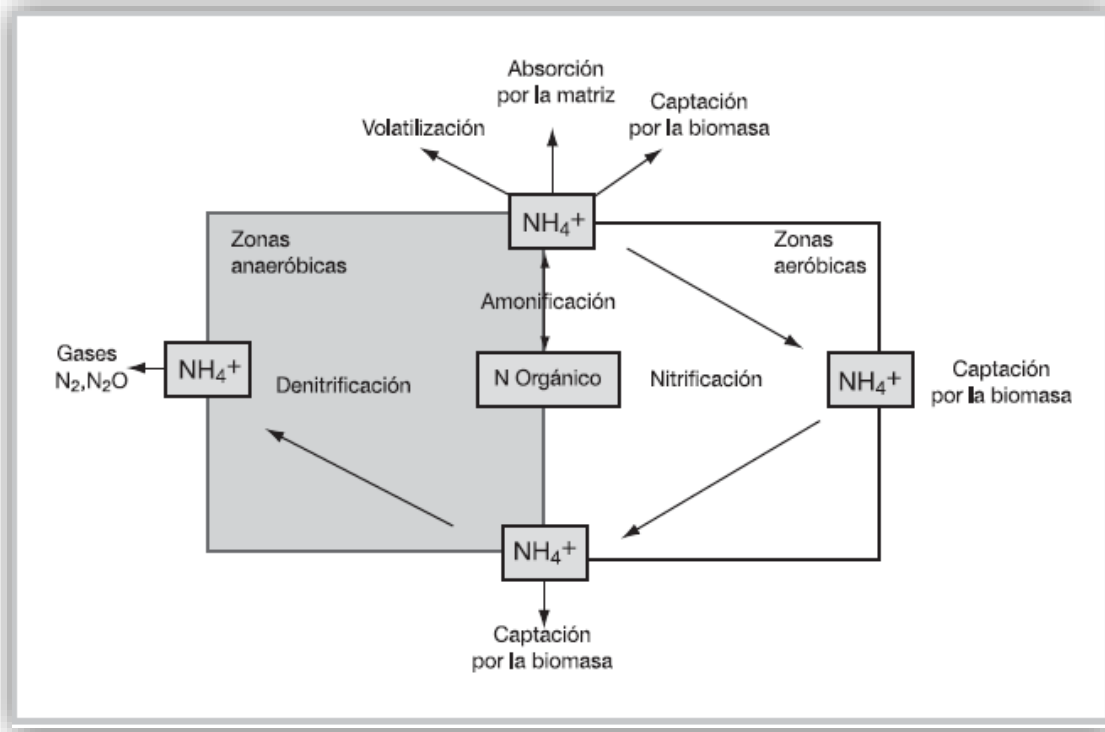 Absorción
por la matriz
Captación
por la biomasa
Volatilización
NH₄⁺
Zonas
anaeróbicas
Zonas
aeróbicas
Amonificación
Gases
N₂,N₂O
NH₄⁺
Denitrificación
N Orgánico
Nitrificación
NH₄⁺
Captación
por la biomasa
NH₄⁺
Captación
por la biomasa